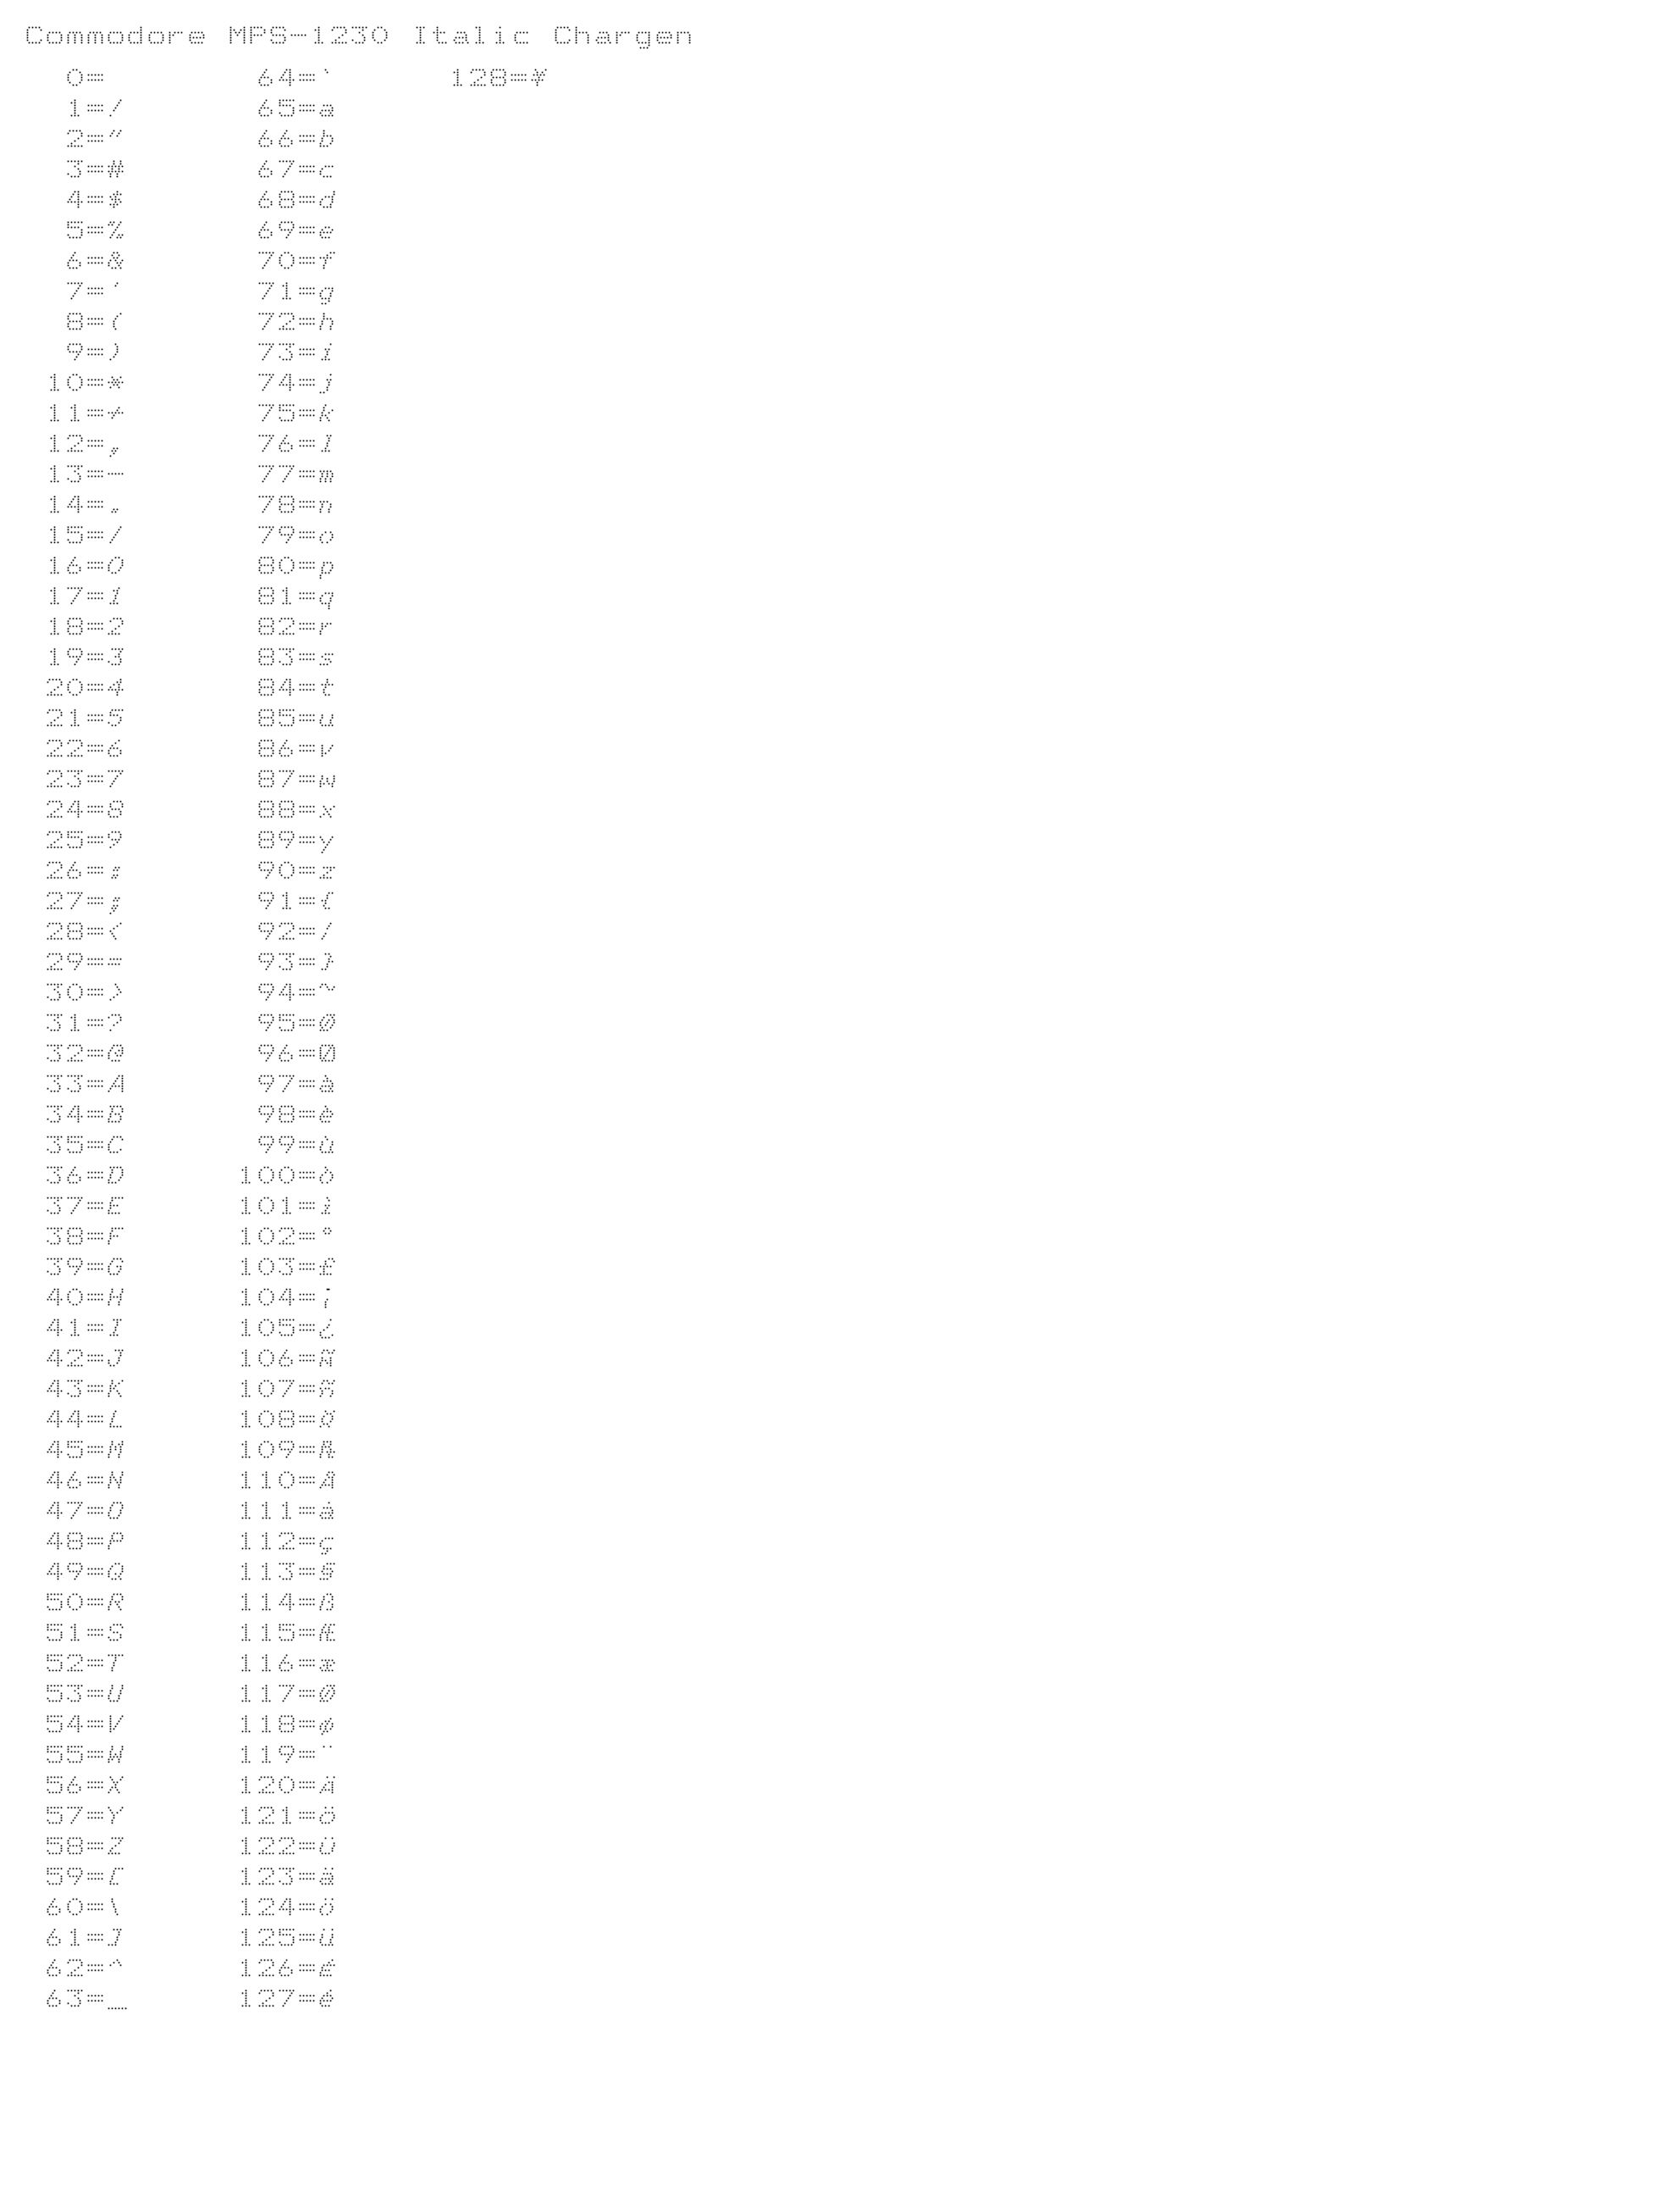 Commodore MPS-1230 Italic Chargen
0= 64=` 128=¥
1=/ 65=a
2=" 66=b
3=# 67=c
4=$ 68=d
5=% 69=e
6=& 70=f
7=' 71=g
8=( 72=h
9=) 73=i
10=* 74=j
11=+ 75=k
12=, 76=l
13=- 77=m
14=. 78=n
15=/ 79=o
16=0 80=p
17=1 81=q
18=2 82=r
19=3 83=s
20=4 84=t
21=5 85=u
22=6 86=v
23=7 87=w
24=8 88=x
25=9 89=y
26=: 90=z
27=; 91={
28=< 92=/
29== 93=}
30=> 94=~
31=? 95=Ø
32=@ 96=0
33=A 97=à
34=B 98=è
35=C 99=ù
36=D 100=ò
37=E 101=ì
38=F 102=°
39=G 103=£
40=H 104=¡
41=I 105=¿
42=J 106=Ñ
43=K 107=ñ
44=L 108=¤
45=M 109=₧
46=N 110=Å
47=O 111=å
48=P 112=ç
49=Q 113=§
50=R 114=ß
51=S 115=Æ
52=T 116=æ
53=U 117=Ø
54=V 118=ø
55=W 119=¨
56=X 120=Ä
57=Y 121=Ö
58=Z 122=Ü
59=[ 123=ä
60=\ 124=ö
61=] 125=ü
62=^ 126=É
63=_ 127=é